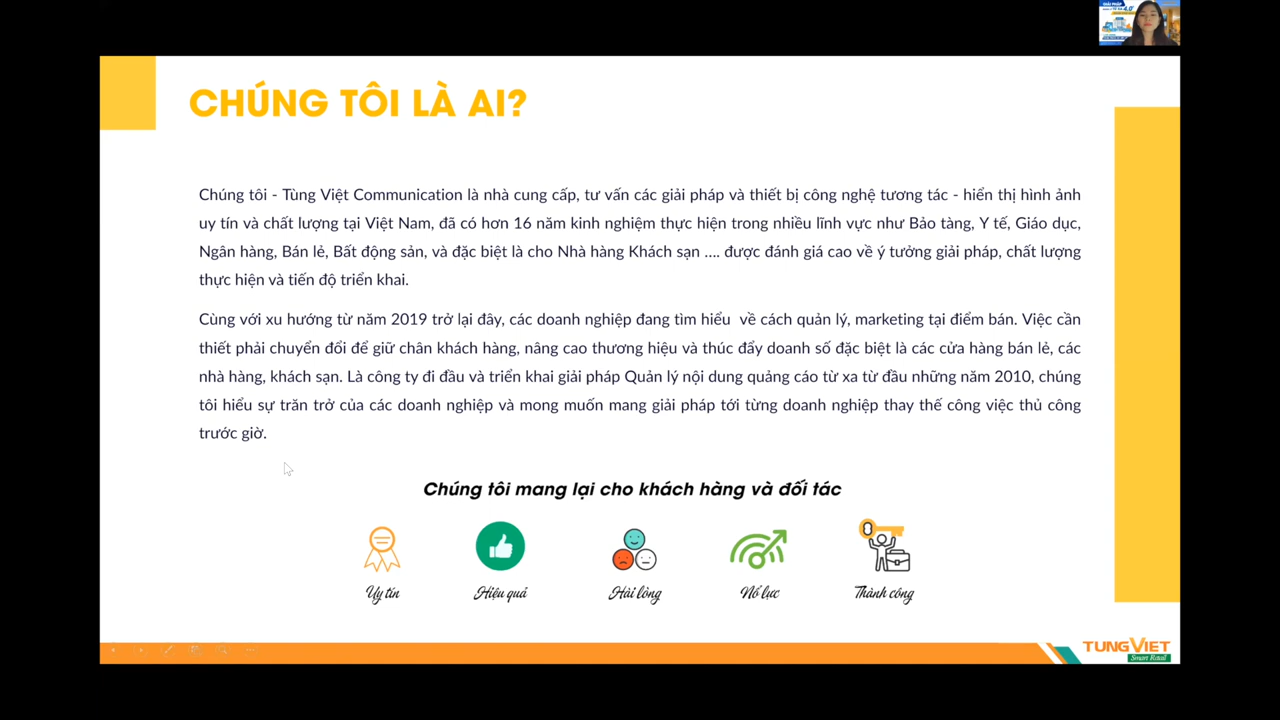 GIẢI PHÁP
4.0
CHÚNG TÔI LÀ AI?
Chúng tôi - Tùng Việt Communication là nhà cung cấp, tư vấn các giải pháp và thiết bị công nghệ tương tác - hiển thị hình ảnh
uy tín và chất lượng tại Việt Nam, đã có hơn 16 năm kinh nghiệm thực hiện trong nhiều lĩnh vực như Bảo tàng, Y tế, Giáo dục,
Ngân hàng, Bán lẻ, Bất động sản, và đặc biệt là cho Nhà hàng Khách sạn .... được đánh giá cao về ý tưởng giải pháp, chất lượng
thực hiện và tiến độ triển khai.
Cùng với xu hướng từ năm 2019 trở lại đây, các doanh nghiệp đang tìm hiểu về cách quản lý, marketing tại điểm bán. Việc cần
thiết phải chuyển đổi để giữ chân khách hàng, nâng cao thương hiệu và thúc đẩy doanh số đặc biệt là các cửa hàng bán lẻ, các
nhà hàng, khách sạn. Là công ty đi đầu và triển khai giải pháp Quản lý nội dung quảng cáo từ xa từ đầu những năm 2010, chúng
tôi hiểu sự trăn trở của các doanh nghiệp và mong muốn mang giải pháp tới từng doanh nghiệp thay thế công việc thủ công
trước giờ.
Chúng tôi mang lại cho khách hàng và đối tác
Uy tín
Hiệu quả
Hài lòng
Nổ lực
Thành công
TUNGVIET
Smart Retail